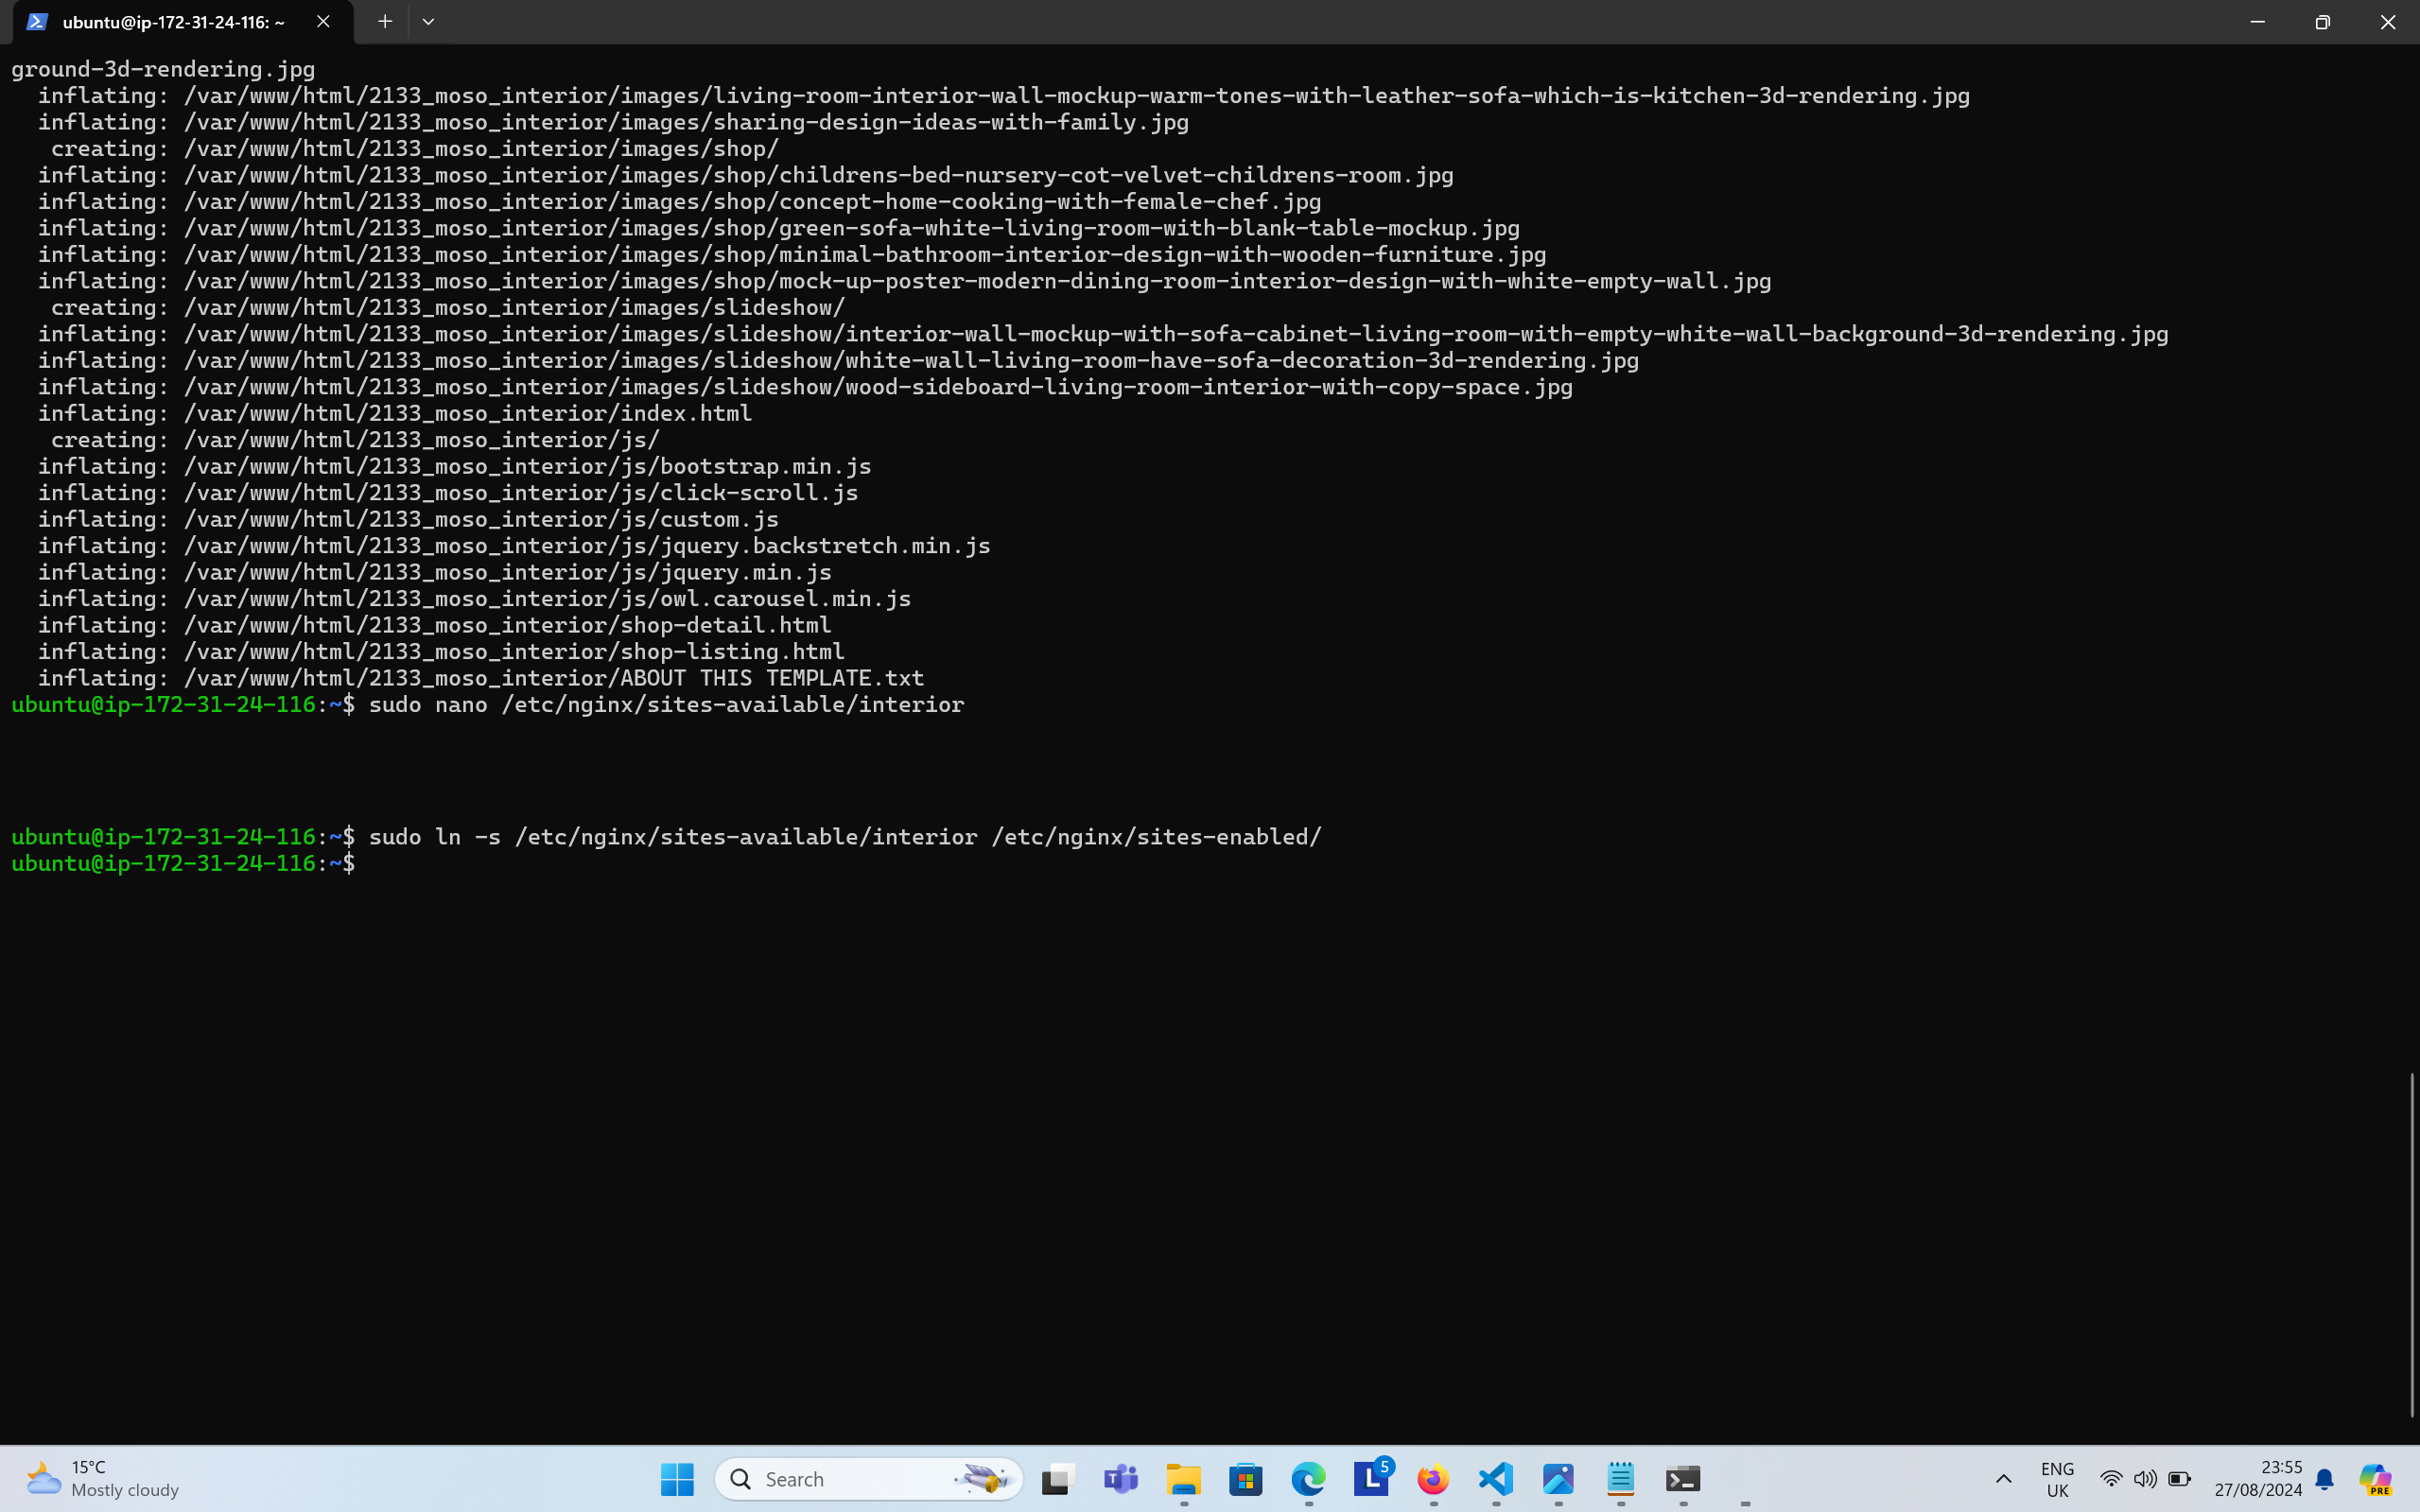 ubuntu@ip-172-31-24-116: ~
ground-3d-rendering.jpg
  inflating: /var/www/html/2133_moso_interior/images/living-room-interior-wall-mockup-warm-tones-with-leather-sofa-which-is-kitchen-3d-rendering.jpg
  inflating: /var/www/html/2133_moso_interior/images/sharing-design-ideas-with-family.jpg
   creating: /var/www/html/2133_moso_interior/images/shop/
  inflating: /var/www/html/2133_moso_interior/images/shop/childrens-bed-nursery-cot-velvet-childrens-room.jpg
  inflating: /var/www/html/2133_moso_interior/images/shop/concept-home-cooking-with-female-chef.jpg
  inflating: /var/www/html/2133_moso_interior/images/shop/green-sofa-white-living-room-with-blank-table-mockup.jpg
  inflating: /var/www/html/2133_moso_interior/images/shop/minimal-bathroom-interior-design-with-wooden-furniture.jpg
  inflating: /var/www/html/2133_moso_interior/images/shop/mock-up-poster-modern-dining-room-interior-design-with-white-empty-wall.jpg
   creating: /var/www/html/2133_moso_interior/images/slideshow/
  inflating: /var/www/html/2133_moso_interior/images/slideshow/interior-wall-mockup-with-sofa-cabinet-living-room-with-empty-white-wall-background-3d-rendering.jpg
  inflating: /var/www/html/2133_moso_interior/images/slideshow/white-wall-living-room-have-sofa-decoration-3d-rendering.jpg
  inflating: /var/www/html/2133_moso_interior/images/slideshow/wood-sideboard-living-room-interior-with-copy-space.jpg
  inflating: /var/www/html/2133_moso_interior/index.html
   creating: /var/www/html/2133_moso_interior/js/
  inflating: /var/www/html/2133_moso_interior/js/bootstrap.min.js
  inflating: /var/www/html/2133_moso_interior/js/click-scroll.js
  inflating: /var/www/html/2133_moso_interior/js/custom.js
  inflating: /var/www/html/2133_moso_interior/js/jquery.backstretch.min.js
  inflating: /var/www/html/2133_moso_interior/js/jquery.min.js
  inflating: /var/www/html/2133_moso_interior/js/owl.carousel.min.js
  inflating: /var/www/html/2133_moso_interior/shop-detail.html
  inflating: /var/www/html/2133_moso_interior/shop-listing.html
  inflating: /var/www/html/2133_moso_interior/ABOUT THIS TEMPLATE.txt
ubuntu@ip-172-31-24-116:~$ sudo nano /etc/nginx/sites-available/interior
ubuntu@ip-172-31-24-116:~$ sudo ln -s /etc/nginx/sites-available/interior /etc/nginx/sites-enabled/
ubuntu@ip-172-31-24-116:~$
15°C
Mostly cloudy
Search
T
L
5
ENG
UK
23:55
27/08/2024
PRE